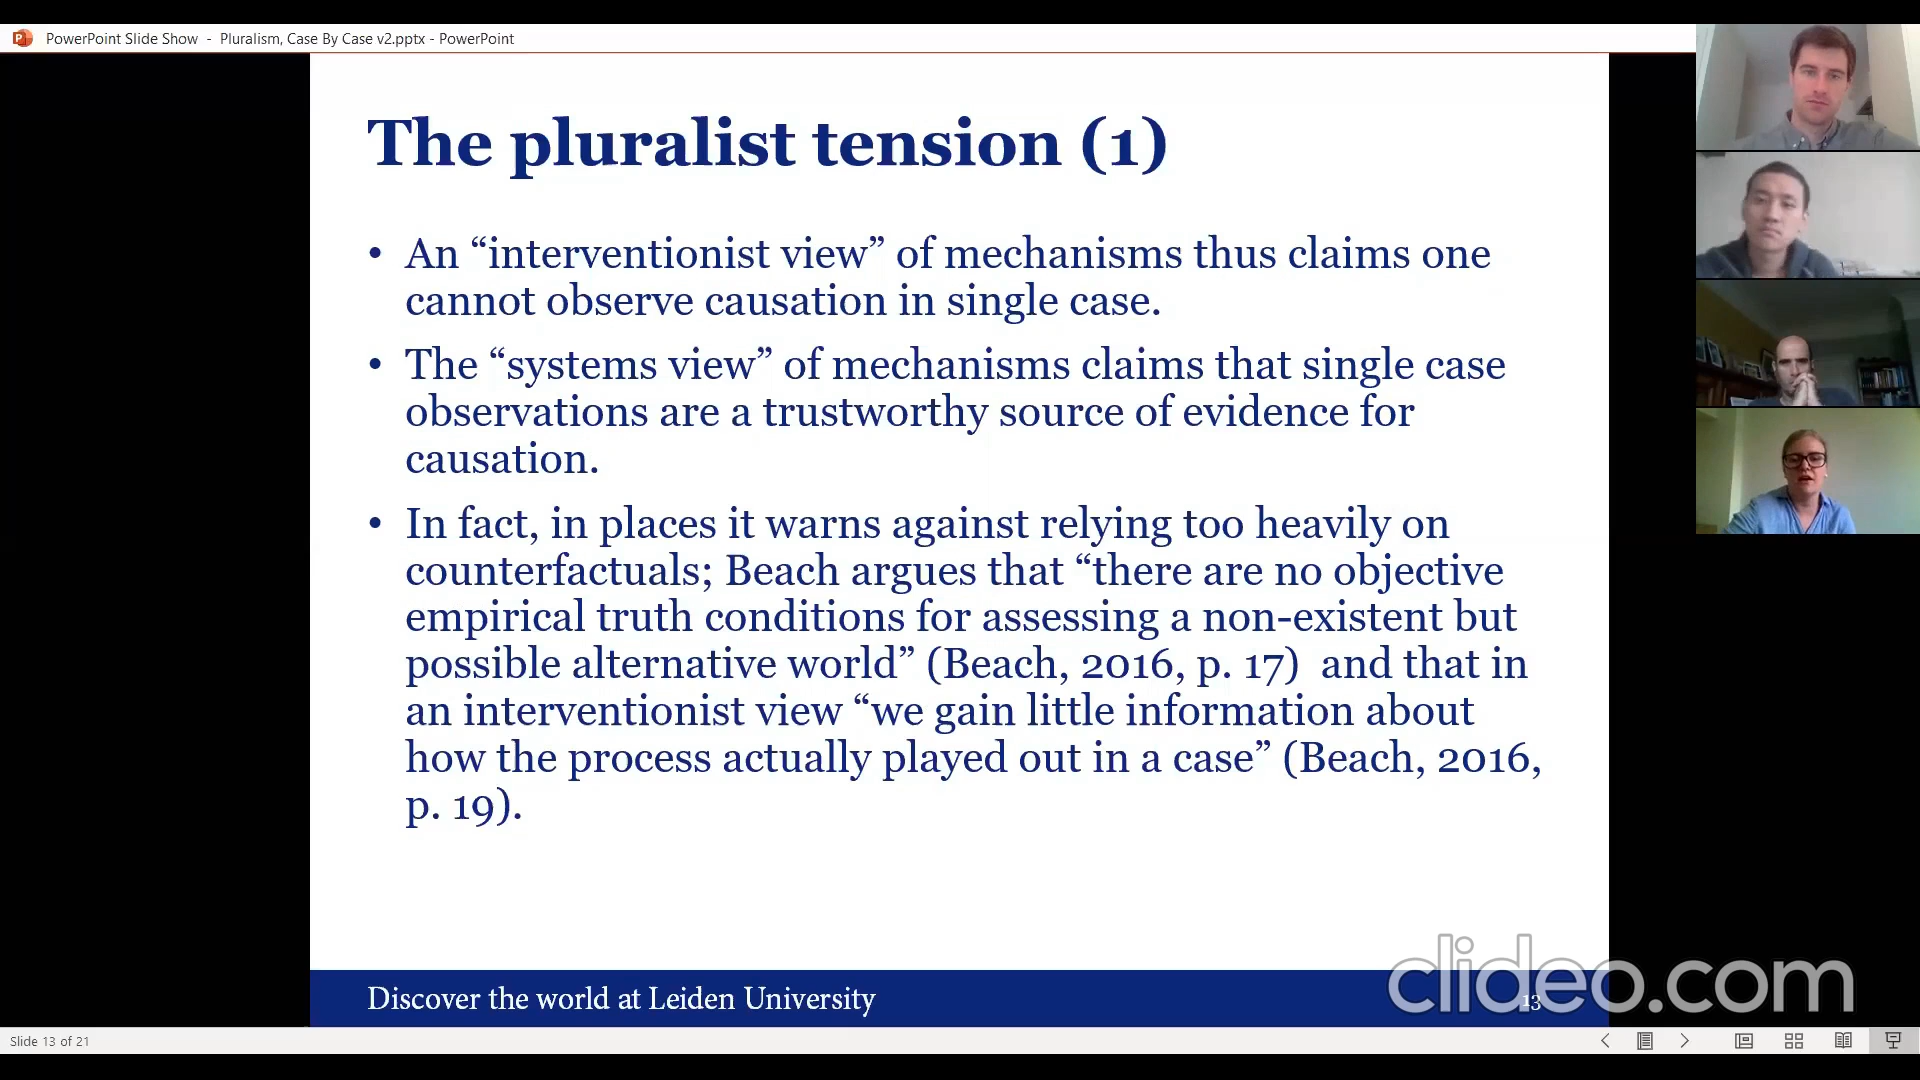 PowerPoint Slide Show - Pluralism, Case By Case v2.pptx - PowerPoint
The pluralist tension (1)
• An “interventionist view” of mechanisms thus claims one
cannot observe causation in single case.
• The “systems view” of mechanisms claims that single case
observations are a trustworthy source of evidence for
causation.
• In fact, in places it warns against relying too heavily on
counterfactuals; Beach argues that “there are no objective
empirical truth conditions for assessing a non-existent but
possible alternative world” (Beach, 2016, p. 17) and that in
an interventionist view “we gain little information about
how the process actually played out in a case” (Beach, 2016,
p. 19).
Discover the world at Leiden University
13
clideo.com
Slide 13 of 21